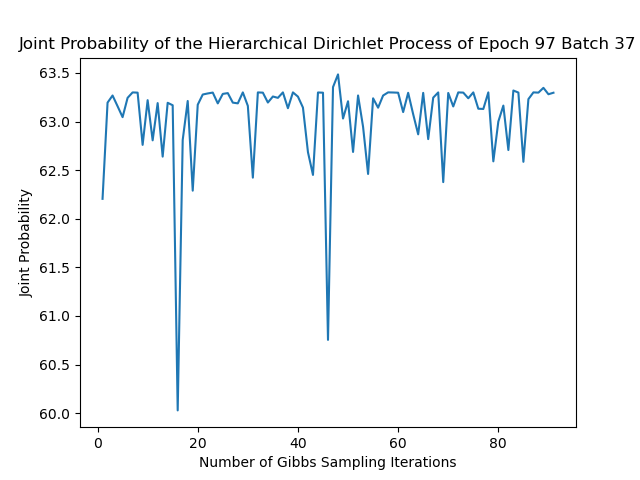 Joint Probability of the Hierarchical Dirichlet Process of Epoch 97 Batch 37
63.5
63.0
62.5
62.0
61.5
61.0
60.5
60.0
Joint Probability
0 20 40 60 80
Number of Gibbs Sampling Iterations